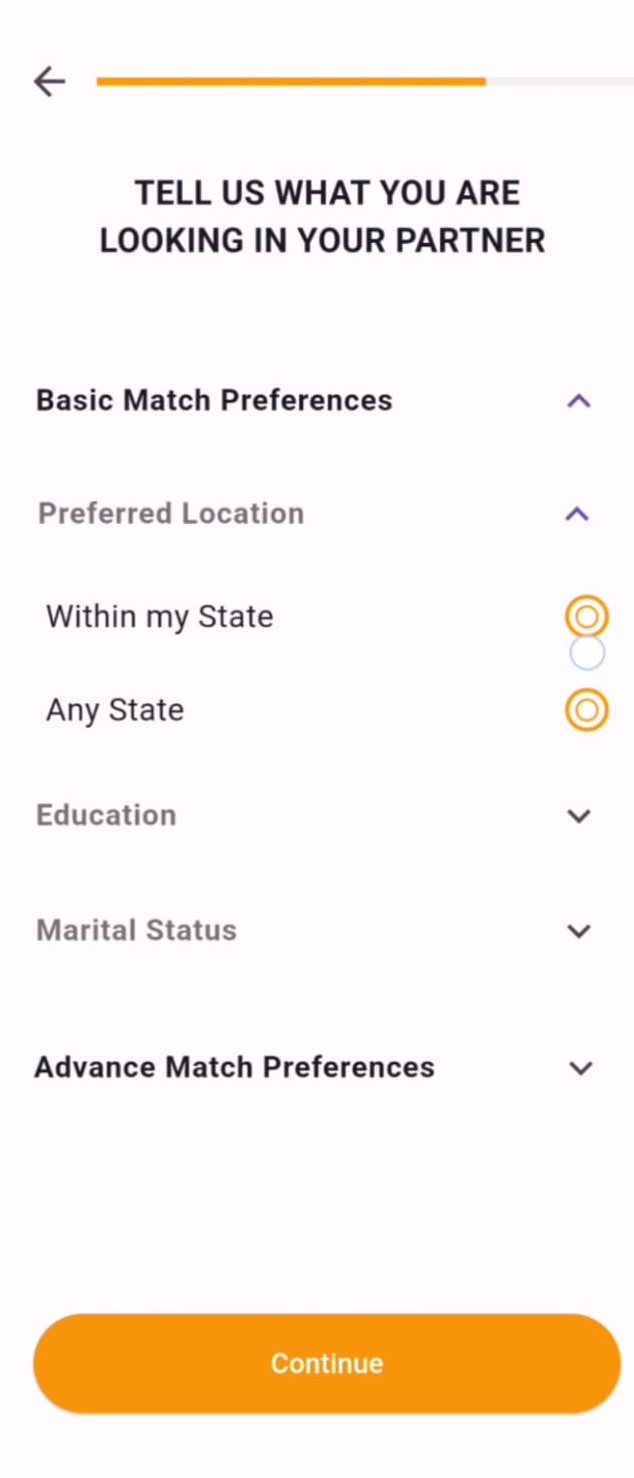 TELL US WHAT YOU ARE
LOOKING IN YOUR PARTNER
Basic Match Preferences
Preferred Location
Within my State
Any State
Education
Marital Status
Advance Match Preferences
Continue